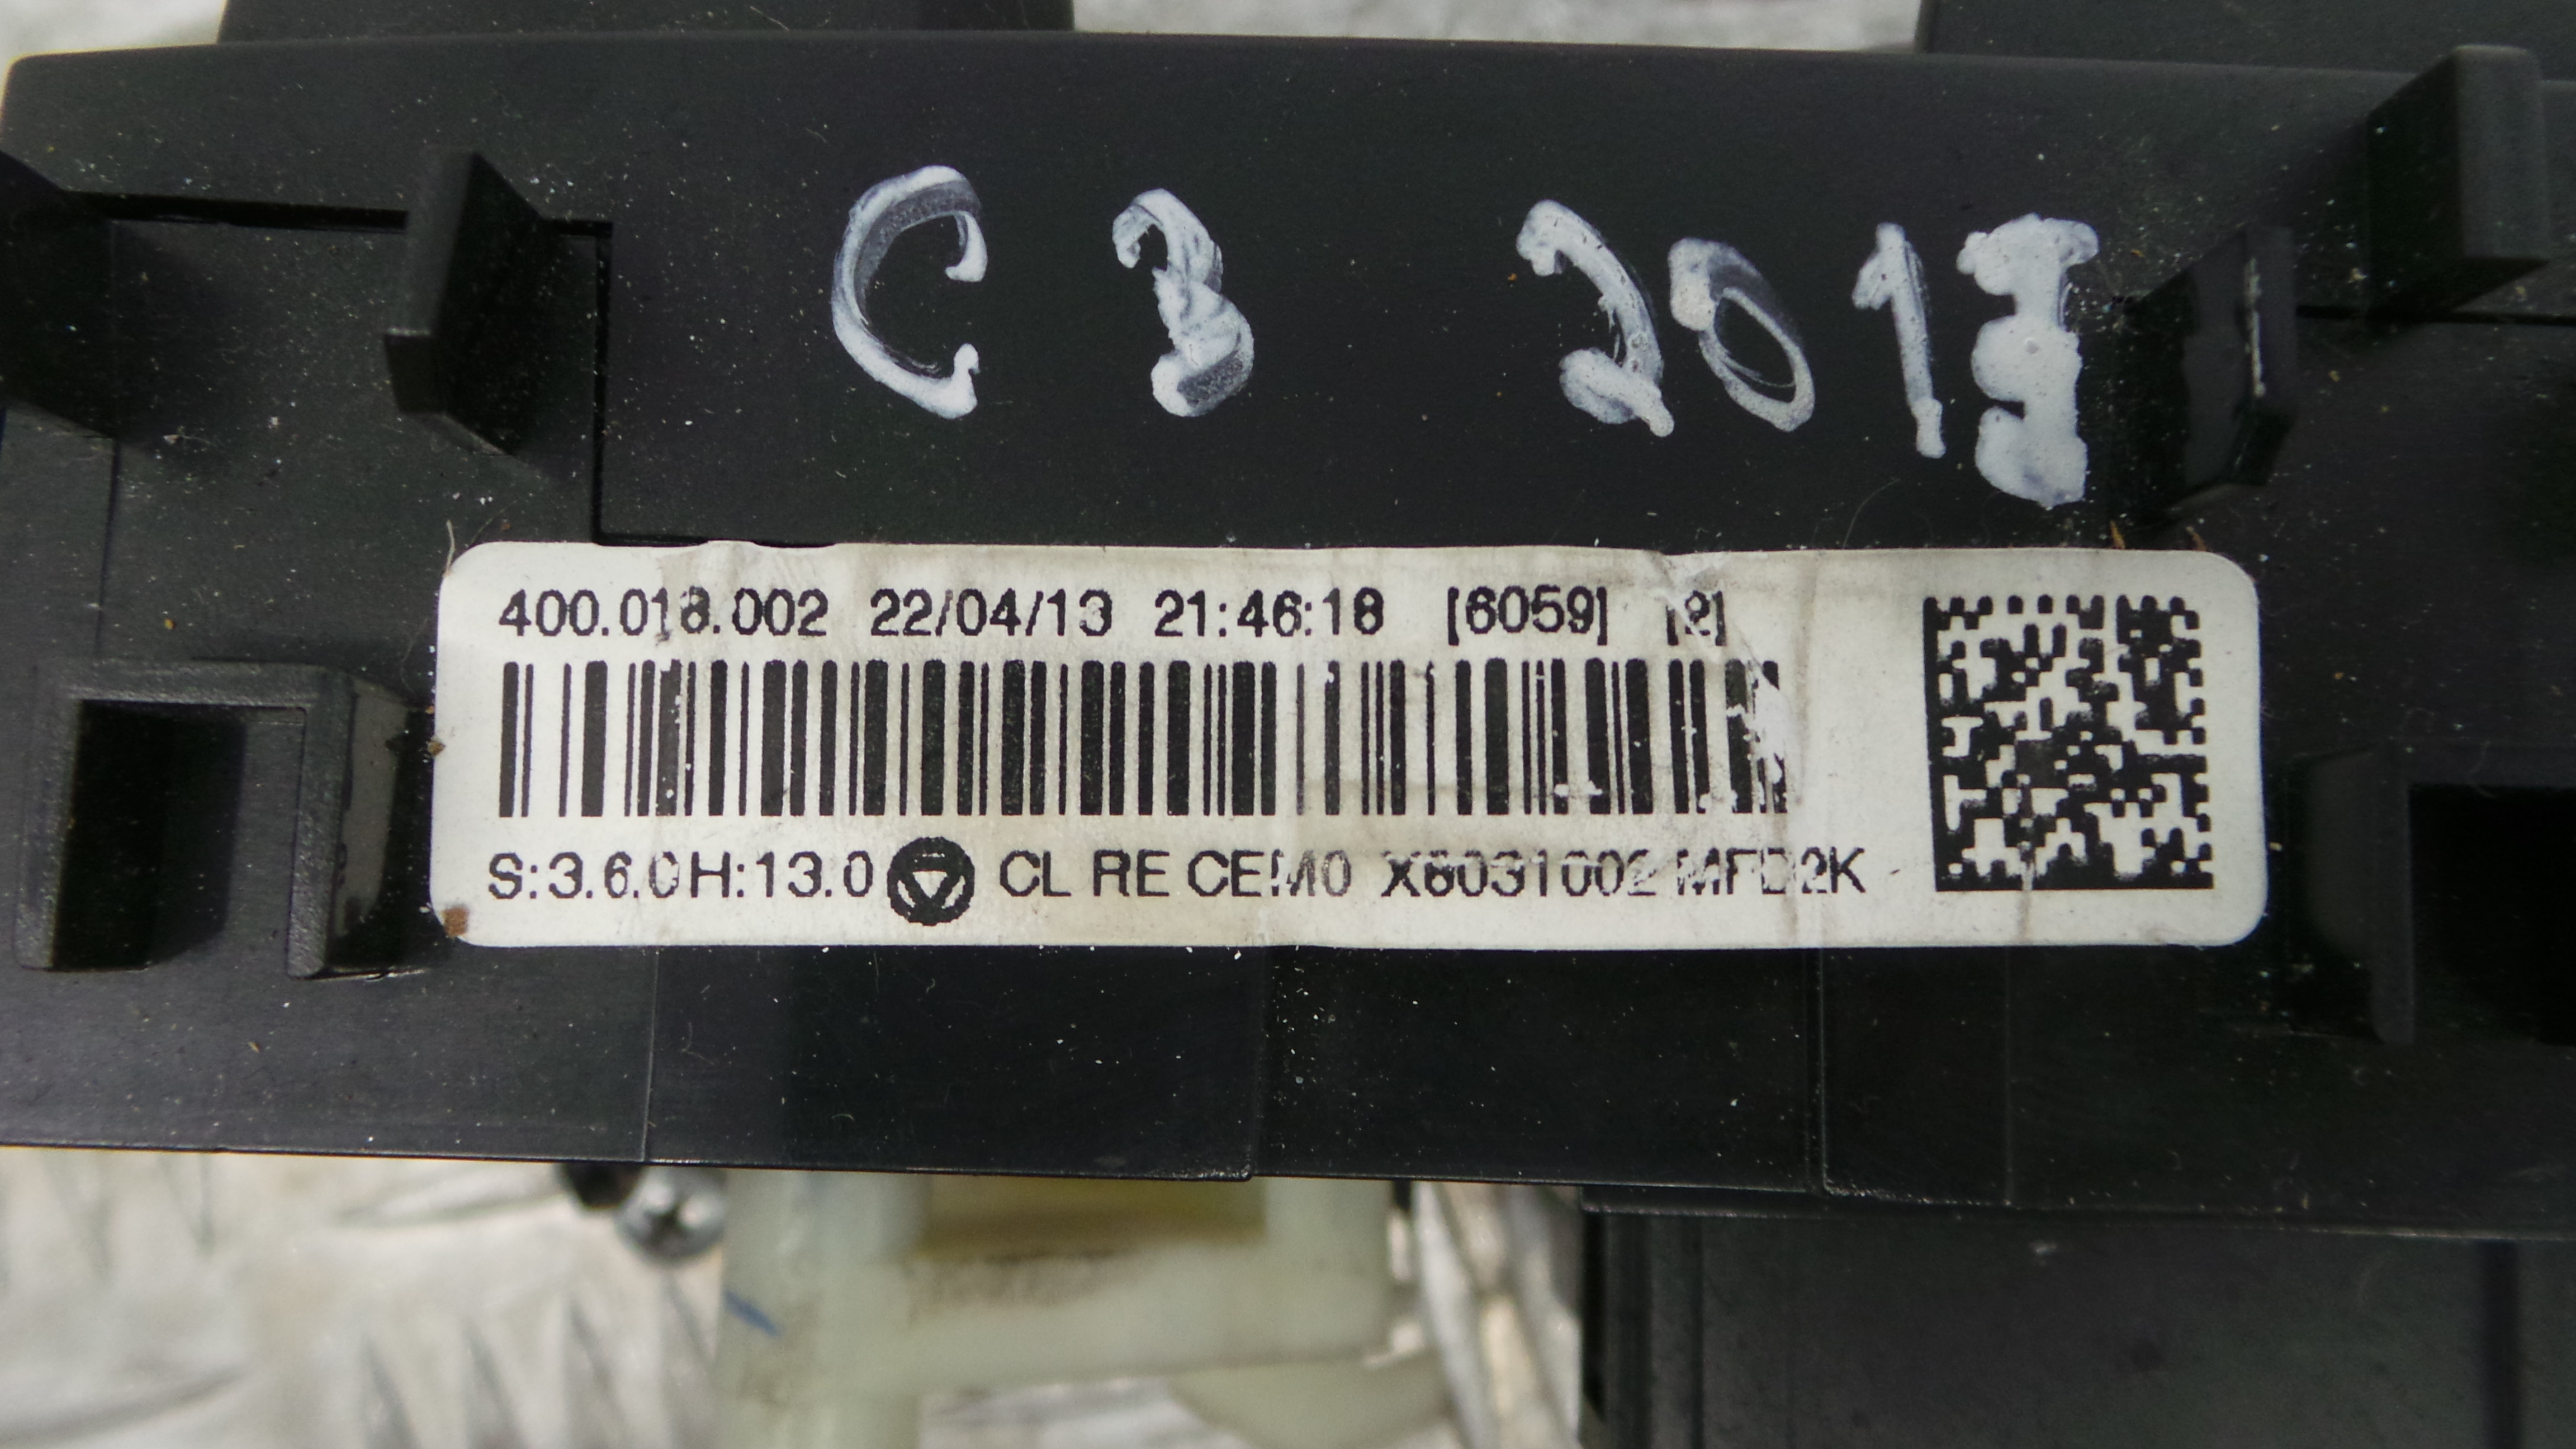 C 3 2013
400.018.002 22/04/13 21:46:18 [6059] [2]
S:3.6.0 H:13.0 CL RE CEM0 X6031002 MFD2K